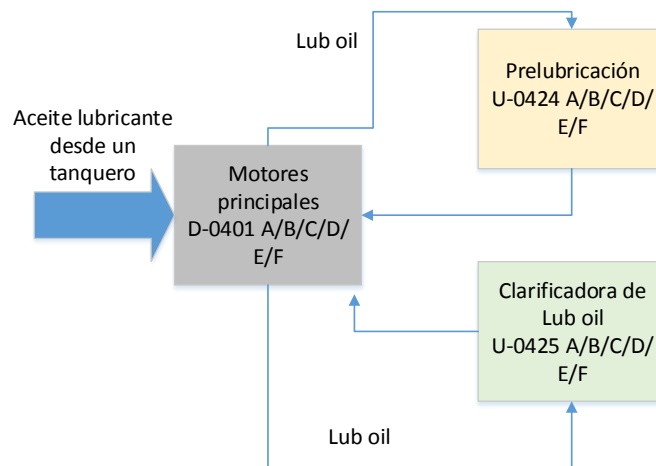 Lub oil
Prelubricación
U-0424 A/B/C/D/
E/F
Aceite lubricante
desde un
tanquero
Motores
principales
D-0401 A/B/C/D/
E/F
Clarificadora de
Lub oil
U-0425 A/B/C/D/
E/F
Lub oil